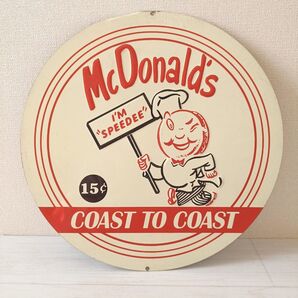 McDonald's
I'M
"SPEEDEE"
15¢
COAST TO COAST